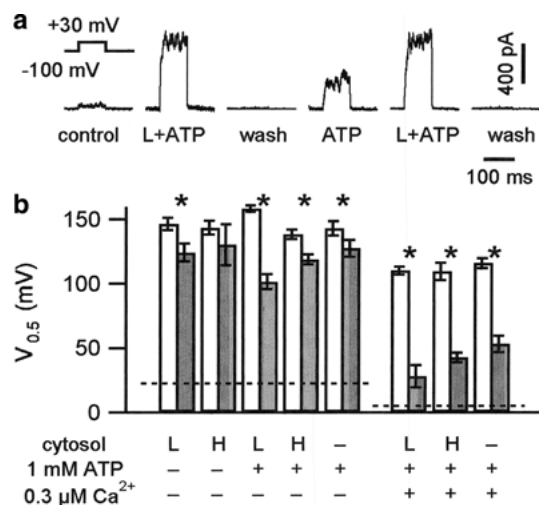 a
+30 mV
-100 mV
400 pA
control L+ATP wash ATP L+ATP wash
100 ms
b
* * * * * * *
150
100
50
0
V0.5 (mV)
cytosol L H L H – L H –
1 mM ATP – – + + + + + +
0.3 µM Ca2+ – – – – – + + +